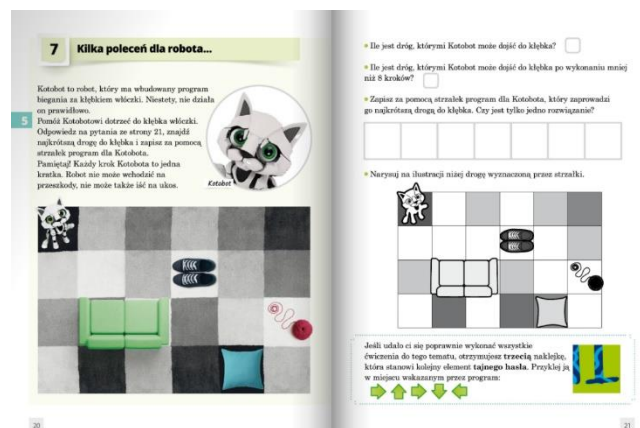 7 Kilka poleceń dla robota...
5
Kotobot to robot, który ma wbudowany program
biegania za kłębkiem włóczki. Niestety, nie działa
on prawidłowo.
Pomóż Kotobotowi dotrzeć do kłębka włóczki.
Odpowiedz na pytania ze strony 21, znajdź
najkrótszą drogę do kłębka i zapisz za pomocą
strzałek program dla Kotobota.
Pamiętaj! Każdy krok Kotobota to jedna
kratka. Robot nie może wchodzić na
przeszkody, nie może także iść na ukos.
Kotobot
20
Ile jest dróg, którymi Kotobot może dojść do kłębka?
Ile jest dróg, którymi Kotobot może dojść do kłębka po wykonaniu mniej
niż 8 kroków?
Zapisz za pomocą strzałek program dla Kotobota, który zaprowadzi
go najkrótszą drogą do kłębka. Czy jest tylko jedno rozwiązanie?
Narysuj na ilustracji niżej drogę wyznaczoną przez strzałki.
Jeśli udało ci się poprawnie wykonać wszystkie
ćwiczenia do tego tematu, otrzymujesz trzecią naklejkę,
która stanowi kolejny element tajnego hasła. Przyklej ją
w miejscu wskazanym przez program:
21